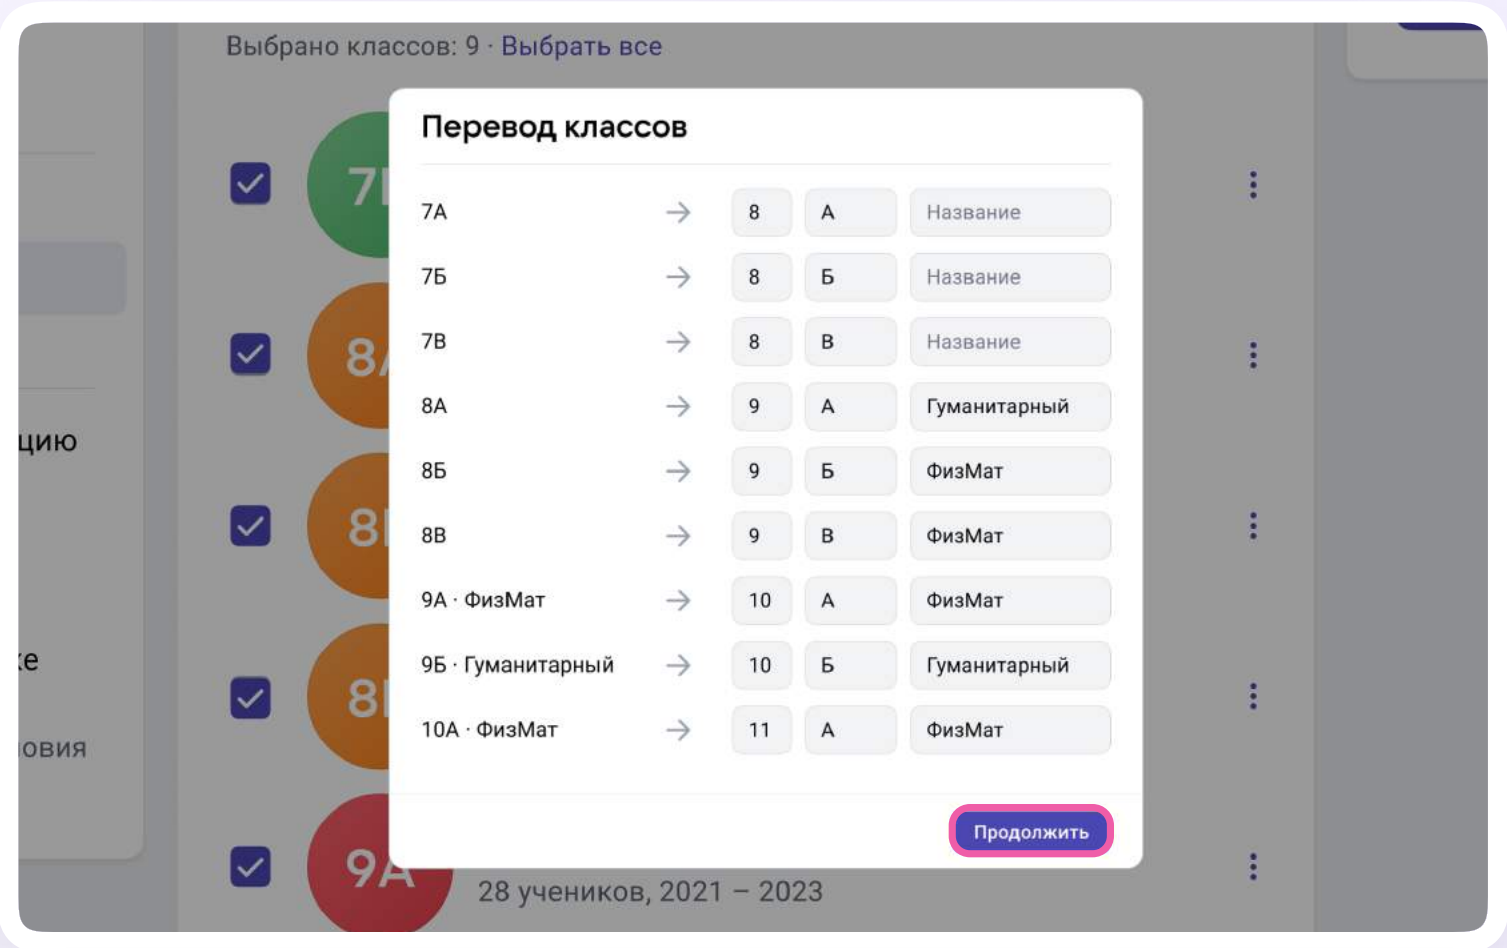 Выбрано классов: 9 · Выбрать все
Перевод классов
7А → 8 А Название
7Б → 8 Б Название
7В → 8 В Название
8А → 9 А Гуманитарный
8Б → 9 Б ФизМат
8В → 9 В ФизМат
9А · ФизМат → 10 А ФизМат
9Б · Гуманитарный → 10 Б Гуманитарный
10А · ФизМат → 11 А ФизМат
Продолжить
9А
28 учеников, 2021 – 2023